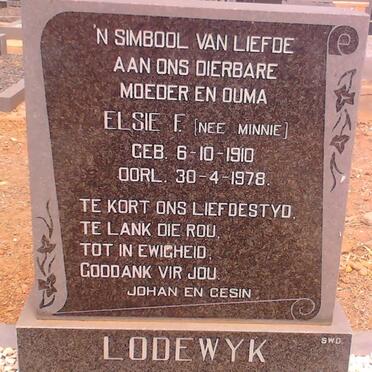 'N SIMBOOL VAN LIEFDE
AAN ONS DIERBARE
MOEDER EN OUMA
ELSIE F. [NEE MINNIE]
GEB. 6-10-1910
OORL. 30-4-1978.
TE KORT ONS LIEFDESTYD,
TE LANK DIE ROU,
TOT IN EWIGHEID,
GODDANK VIR JOU.
JOHAN EN GESIN
LODEWYK
S.W.D.